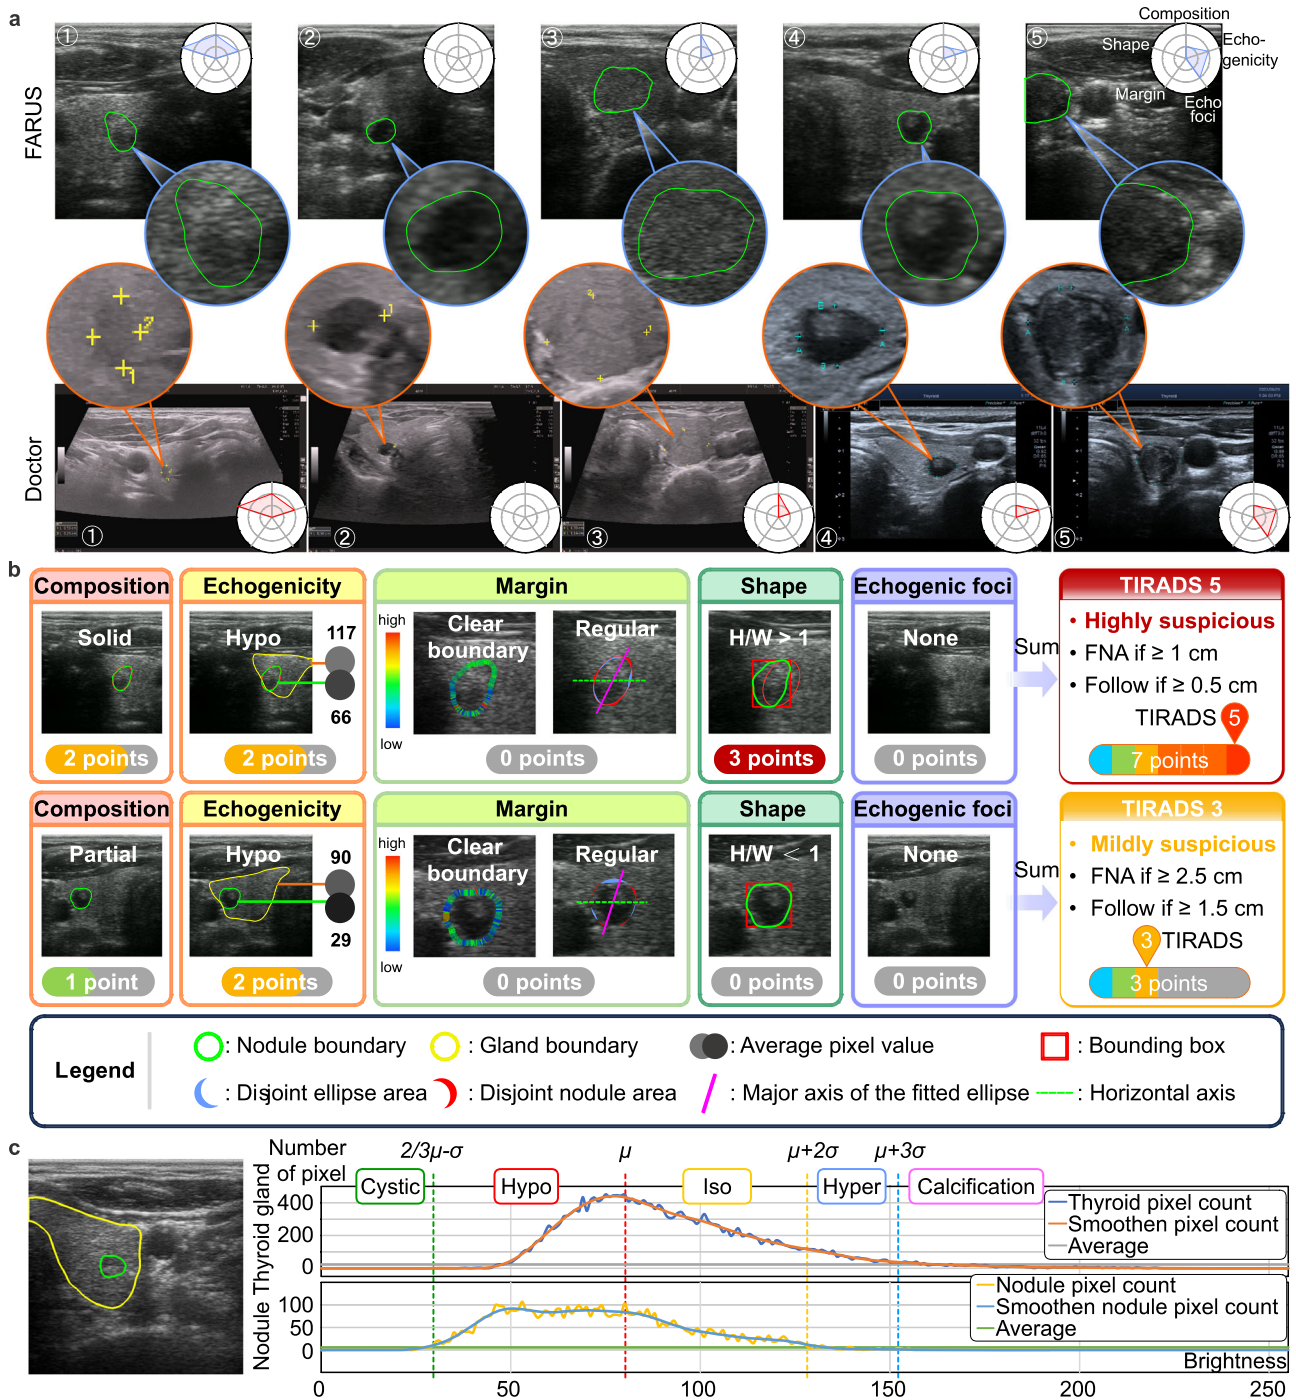 a
FARUS
①
②
③
④
⑤
Composition
Shape
Echo-
genicity
Margin
Echo
foci
Doctor
①
②
③
④
⑤
b
Composition
Echogenicity
Margin
Shape
Echogenic foci
TIRADS 5
Solid
Hypo
117
66
high
low
Clear
boundary
Regular
H/W > 1
None
Sum
• Highly suspicious
• FNA if ≥ 1 cm
• Follow if ≥ 0.5 cm
TIRADS 5
7 points
2 points
2 points
0 points
3 points
0 points
Composition
Echogenicity
Margin
Shape
Echogenic foci
TIRADS 3
Partial
Hypo
90
29
high
low
Clear
boundary
Regular
H/W < 1
None
Sum
• Mildly suspicious
• FNA if ≥ 2.5 cm
• Follow if ≥ 1.5 cm
3 TIRADS
3 points
1 point
2 points
0 points
0 points
0 points
Legend
: Nodule boundary
: Gland boundary
: Average pixel value
: Bounding box
: Disjoint ellipse area
: Disjoint nodule area
: Major axis of the fitted ellipse
: Horizontal axis
c
Number
of pixel
2/3μ-σ
μ
μ+2σ
μ+3σ
Cystic
Hypo
Iso
Hyper
Calcification
Thyroid gland
400
200
0
Thyroid pixel count
Smoothen pixel count
Average
Nodule
100
50
0
Nodule pixel count
Smoothen nodule pixel count
Average
Brightness
0 50 100 150 200 250